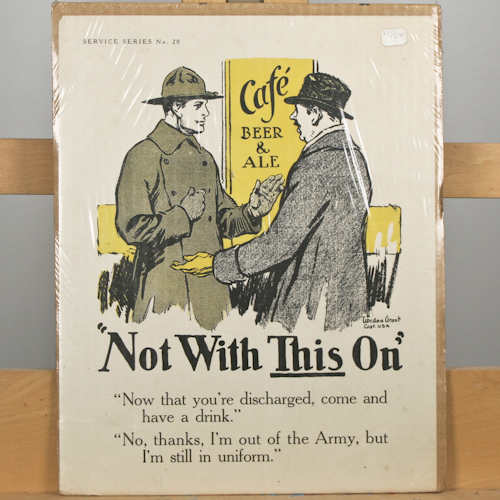 SERVICE SERIES No. 28
Café
BEER
&
ALE
Gordon Grant
Capt. USA
"Not With This On"
"Now that you're discharged, come and
have a drink."
"No, thanks, I'm out of the Army, but
I'm still in uniform."